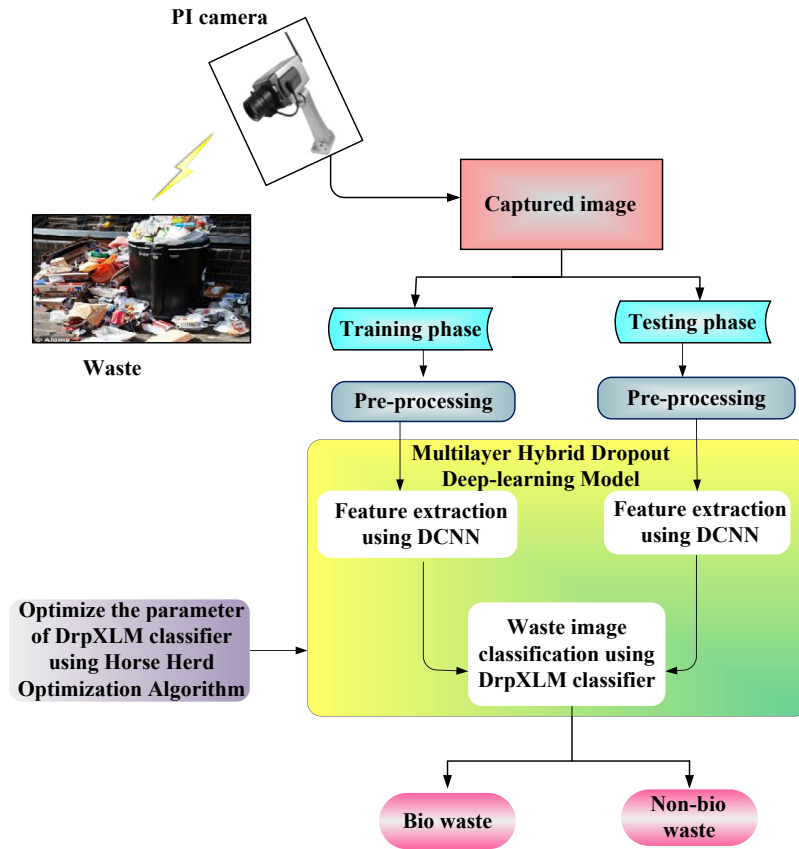 PI camera
Captured image
Waste
© Alamy
Training phase
Testing phase
Pre-processing
Pre-processing
Multilayer Hybrid Dropout
Deep-learning Model
Feature extraction
using DCNN
Feature extraction
using DCNN
Optimize the parameter
of DrpXLM classifier
using Horse Herd
Optimization Algorithm
Waste image
classification using
DrpXLM classifier
Bio waste
Non-bio
waste